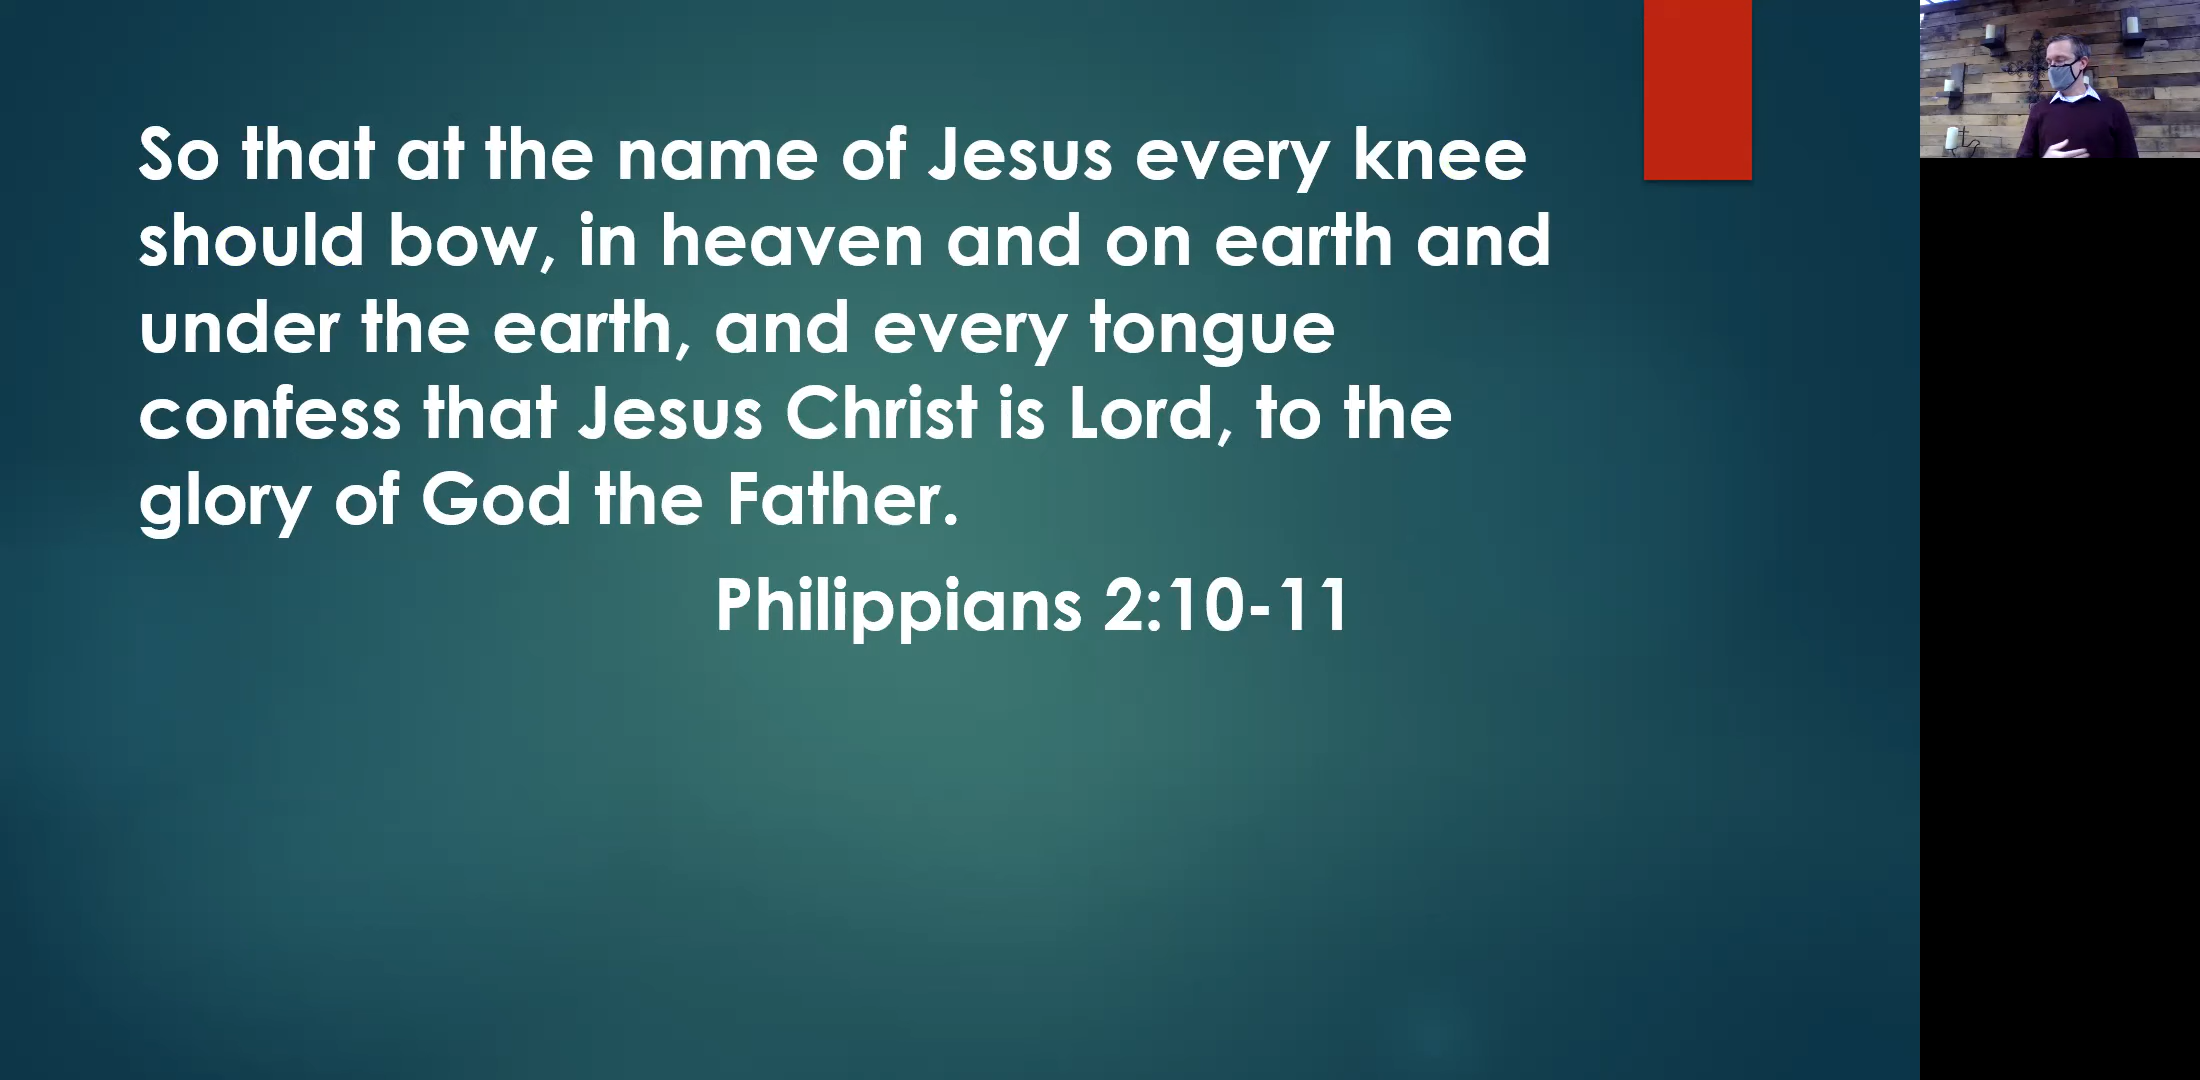 So that at the name of Jesus every knee
should bow, in heaven and on earth and
under the earth, and every tongue
confess that Jesus Christ is Lord, to the
glory of God the Father.
Philippians 2:10-11